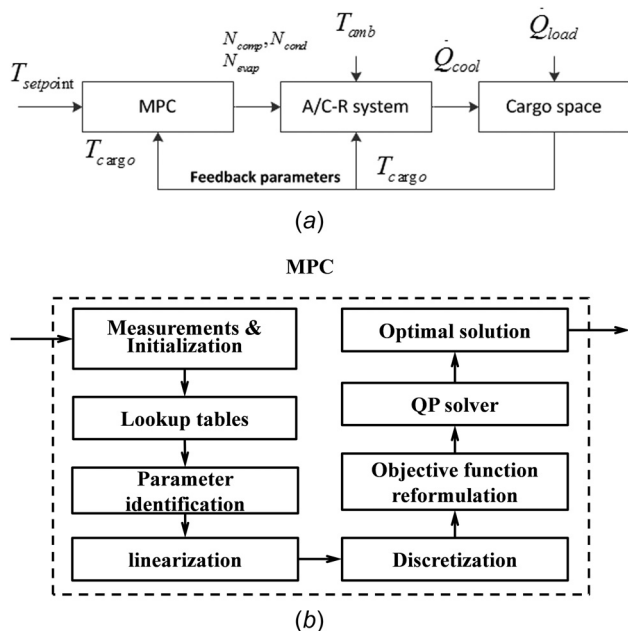 N_comp, N_cond
N_evap
T_amb
Q̇_cool
Q̇_load
T_setpoint
MPC
A/C-R system
Cargo space
T_cargo
Feedback parameters
T_cargo
(a)
MPC
Measurements &
Initialization
Lookup tables
Parameter
identification
linearization
Discretization
Objective function
reformulation
QP solver
Optimal solution
(b)